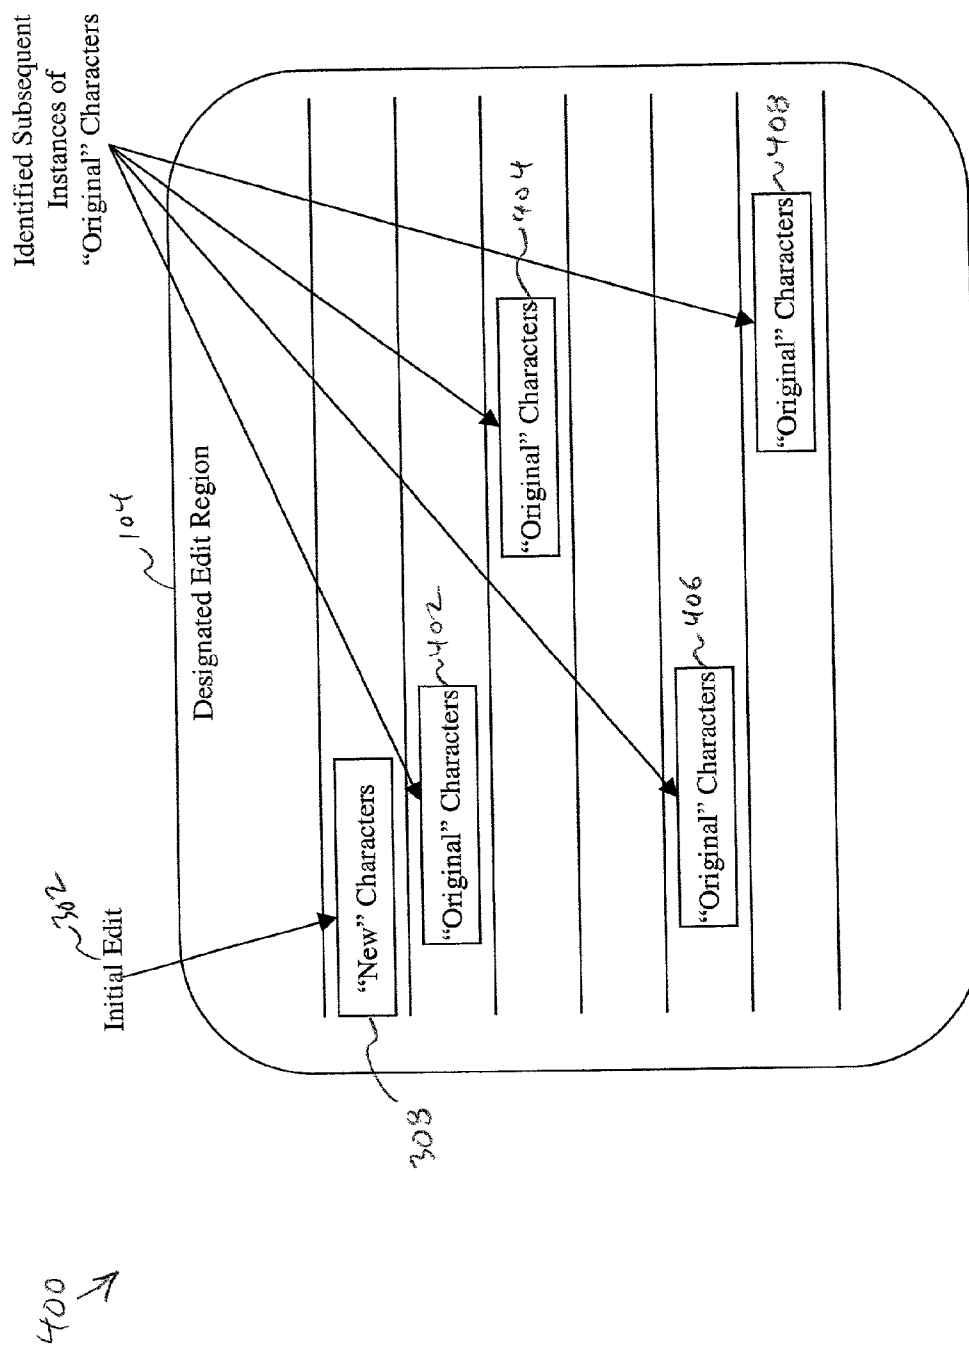 400
Identified Subsequent
Instances of
“Original” Characters
302
Initial Edit
104
Designated Edit Region
308
“New” Characters
“Original” Characters 402
“Original” Characters 404
“Original” Characters 406
“Original” Characters 408